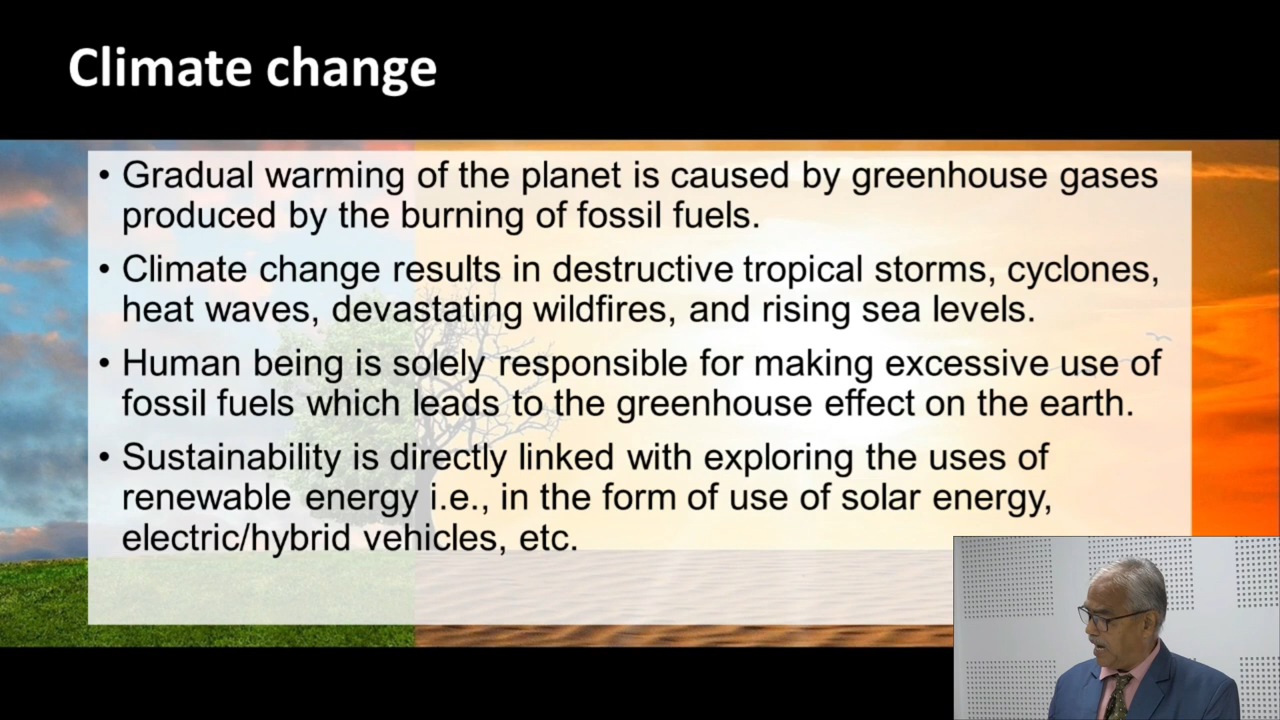 Climate change
• Gradual warming of the planet is caused by greenhouse gases
produced by the burning of fossil fuels.
• Climate change results in destructive tropical storms, cyclones,
heat waves, devastating wildfires, and rising sea levels.
• Human being is solely responsible for making excessive use of
fossil fuels which leads to the greenhouse effect on the earth.
• Sustainability is directly linked with exploring the uses of
renewable energy i.e., in the form of use of solar energy,
electric/hybrid vehicles, etc.